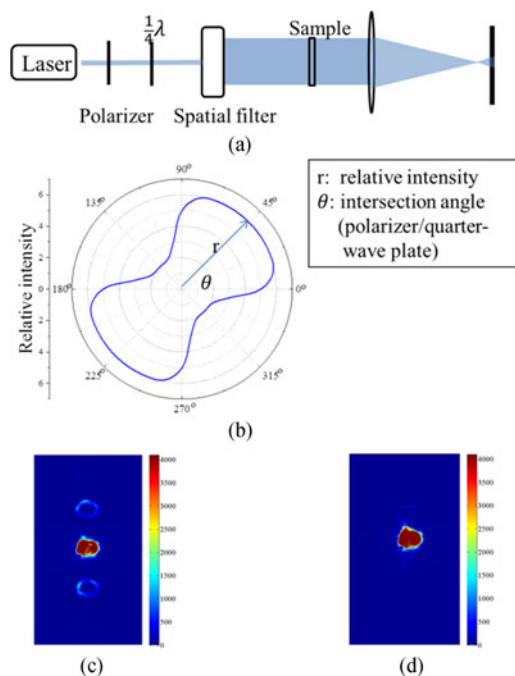 1/4 λ
Laser
Sample
Polarizer
Spatial filter
(a)
90°
135°
45°
180°
0°
225°
315°
270°
6
4
2
0
2
4
6
Relative intensity
r
θ
r: relative intensity
θ: intersection angle
(polarizer/quarter-
wave plate)
(b)
4000
3500
3000
2500
2000
1500
1000
500
0
4000
3500
3000
2500
2000
1500
1000
500
0
(c)
(d)